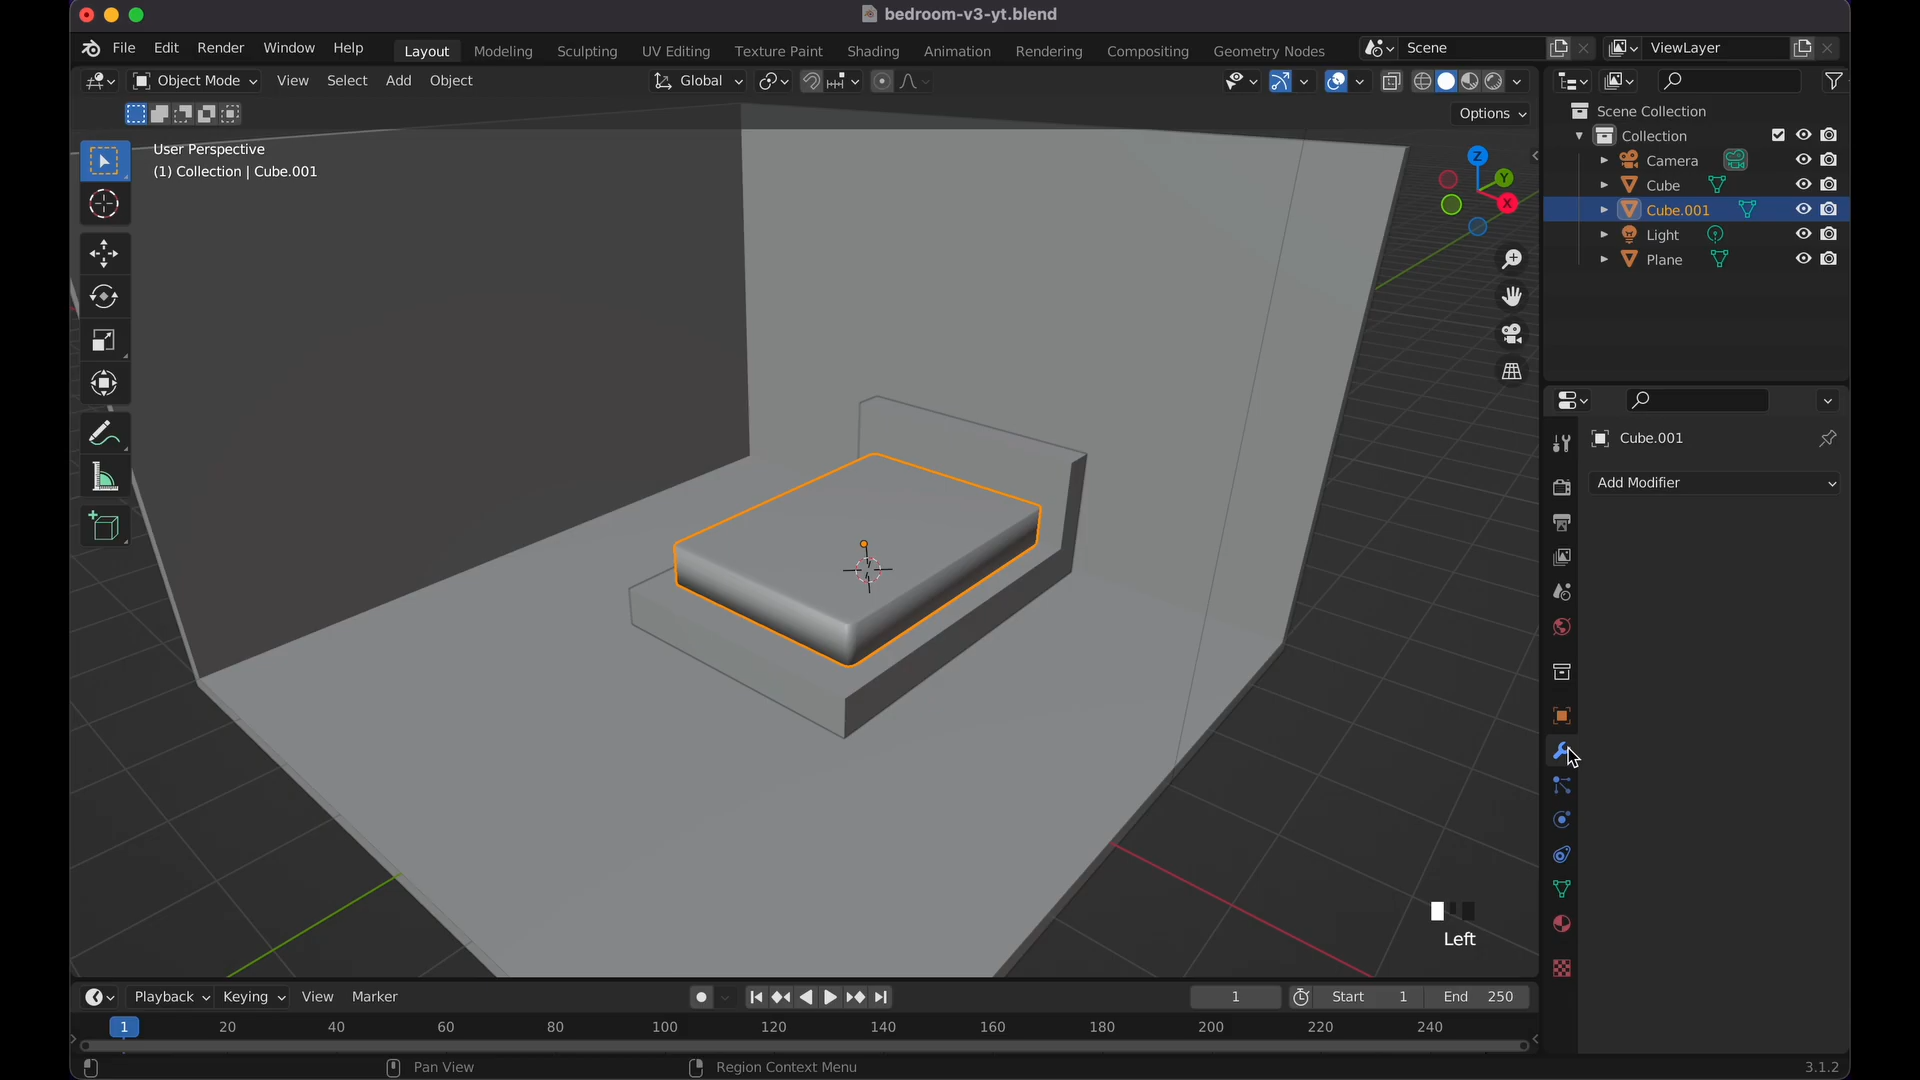 bedroom-v3-yt.blend
File Edit Render Window Help Layout Modeling Sculpting UV Editing Texture Paint Shading Animation Rendering Compositing Geometry Nodes Scene ViewLayer
Object Mode View Select Add Object Global
Options
User Perspective
(1) Collection | Cube.001
Z
Y
X
Scene Collection
Collection
Camera
Cube
Cube.001
Light
Plane
Cube.001
Add Modifier
Left
Playback Keying View Marker 1 Start 1 End 250
1 20 40 60 80 100 120 140 160 180 200 220 240
Pan View Region Context Menu 3.1.2